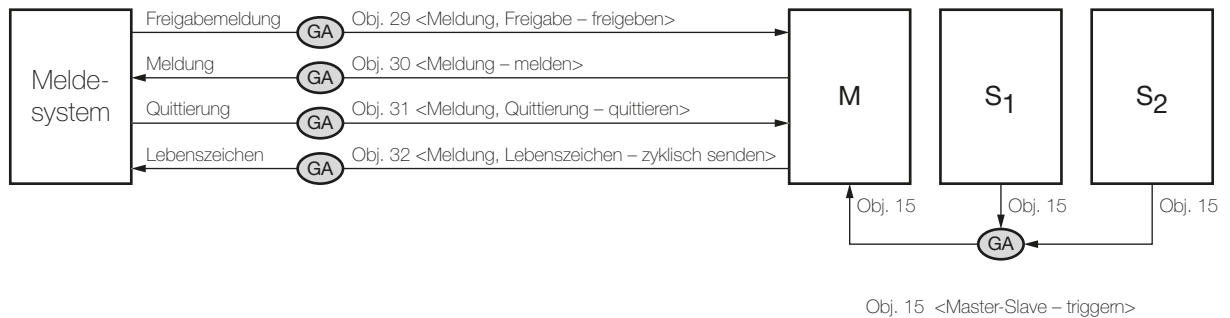 Freigabemeldung GA Obj. 29 <Meldung, Freigabe – freigeben>
Meldung GA Obj. 30 <Meldung – melden>
Quittierung GA Obj. 31 <Meldung, Quittierung – quittieren>
Lebenszeichen GA Obj. 32 <Meldung, Lebenszeichen – zyklisch senden>
Melde-
system
M S1 S2
Obj. 15 Obj. 15 Obj. 15
GA
Obj. 15 <Master-Slave – triggern>